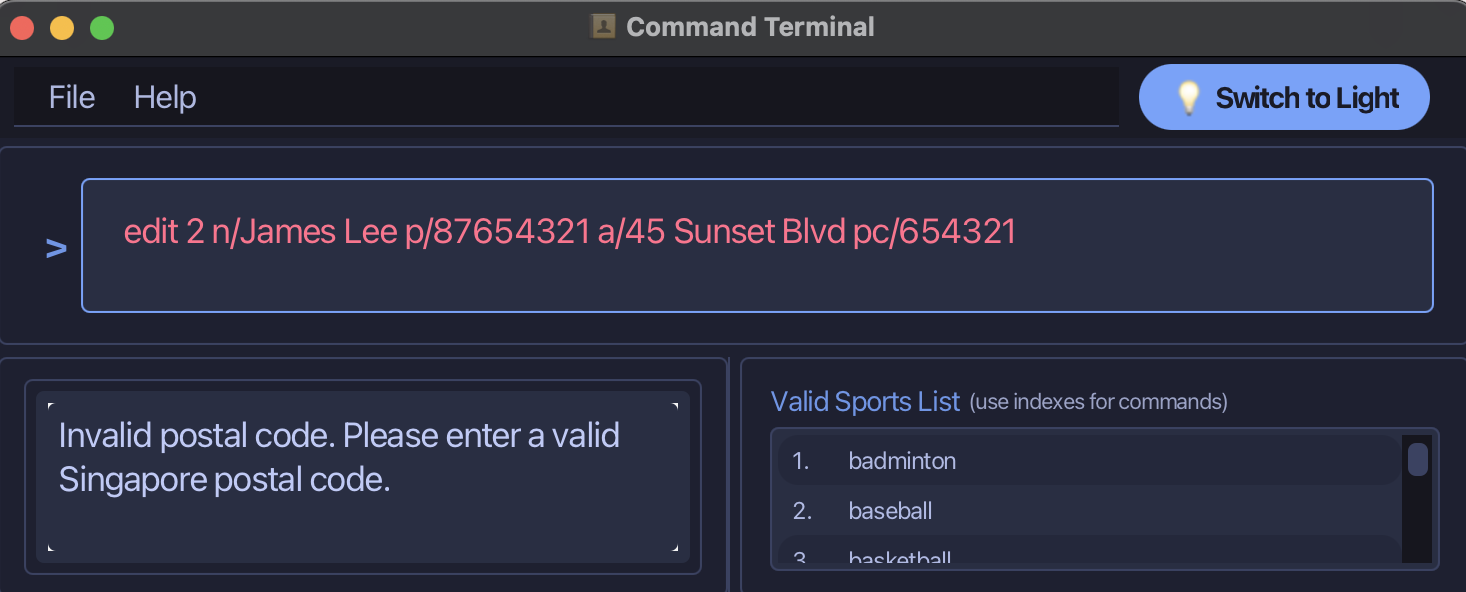 Command Terminal
File Help Switch to Light
> edit 2 n/James Lee p/87654321 a/45 Sunset Blvd pc/654321
Invalid postal code. Please enter a valid
Singapore postal code.
Valid Sports List (use indexes for commands)
1. badminton
2. baseball
3. basketball